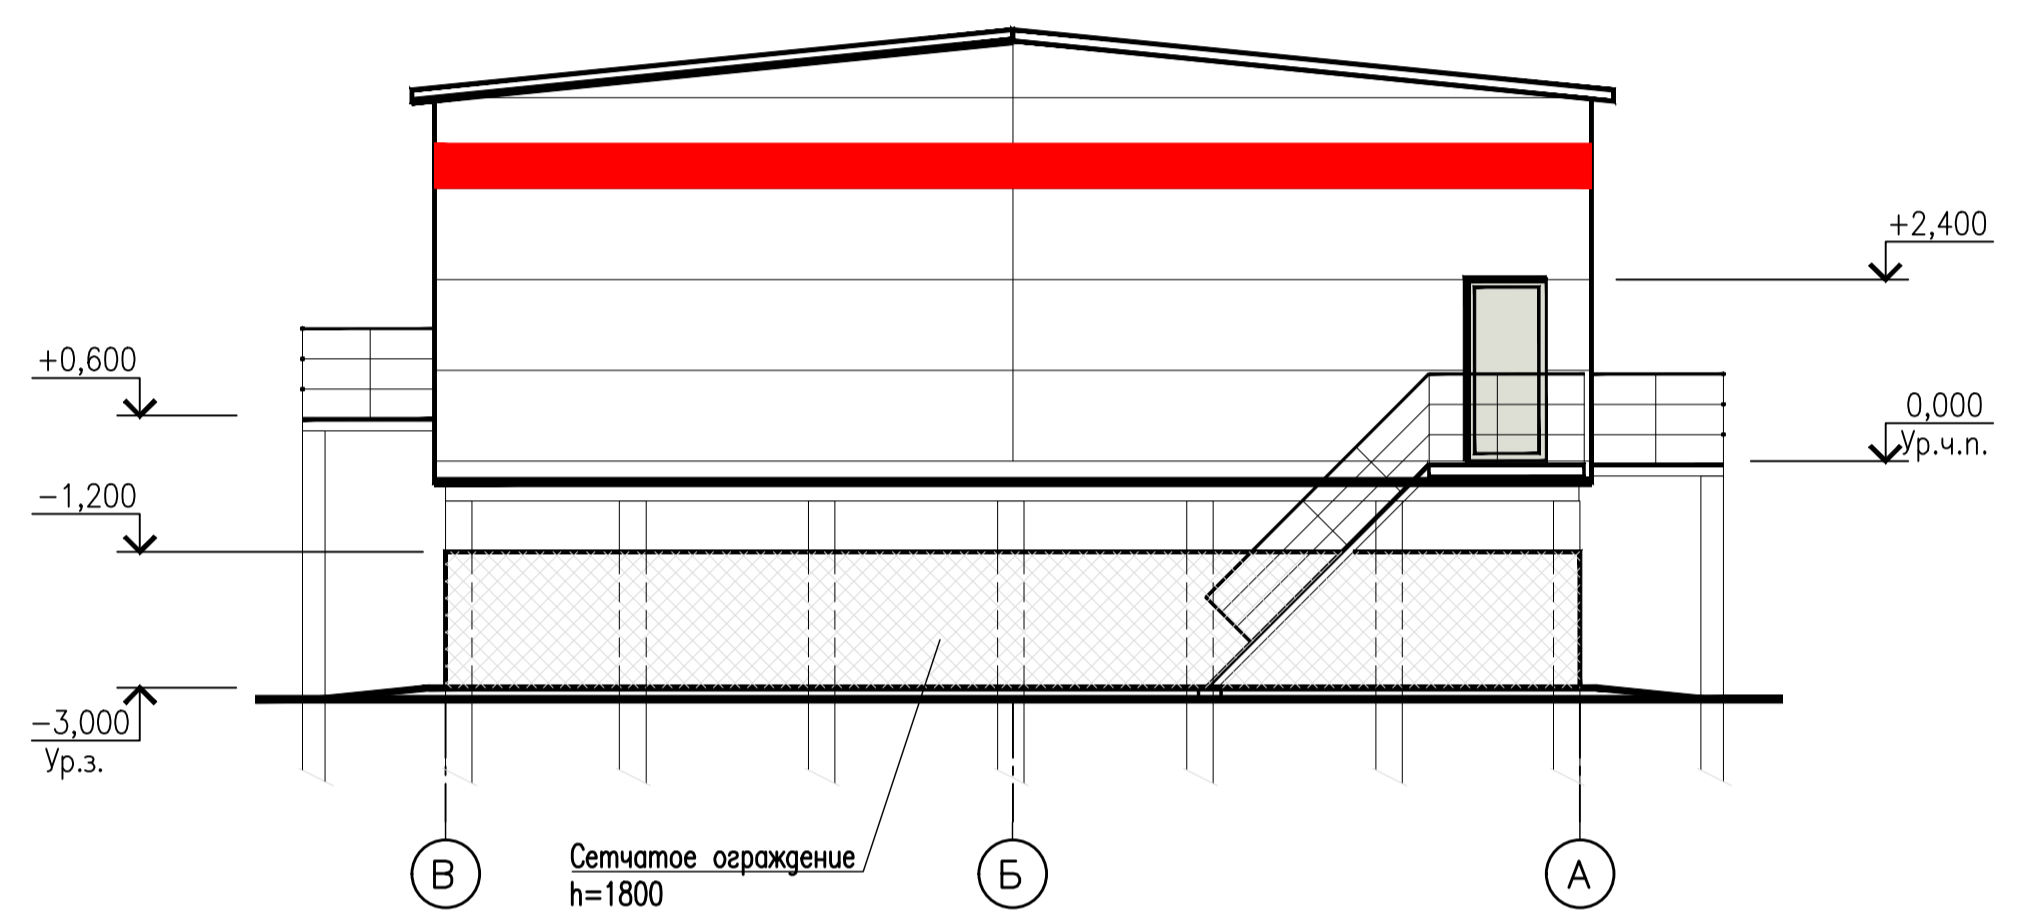 +2,400
+0,600
0,000
Ур.ч.п.
-1,200
-3,000
Ур.з.
Сетчатое ограждение
h=1800
В
Б
А